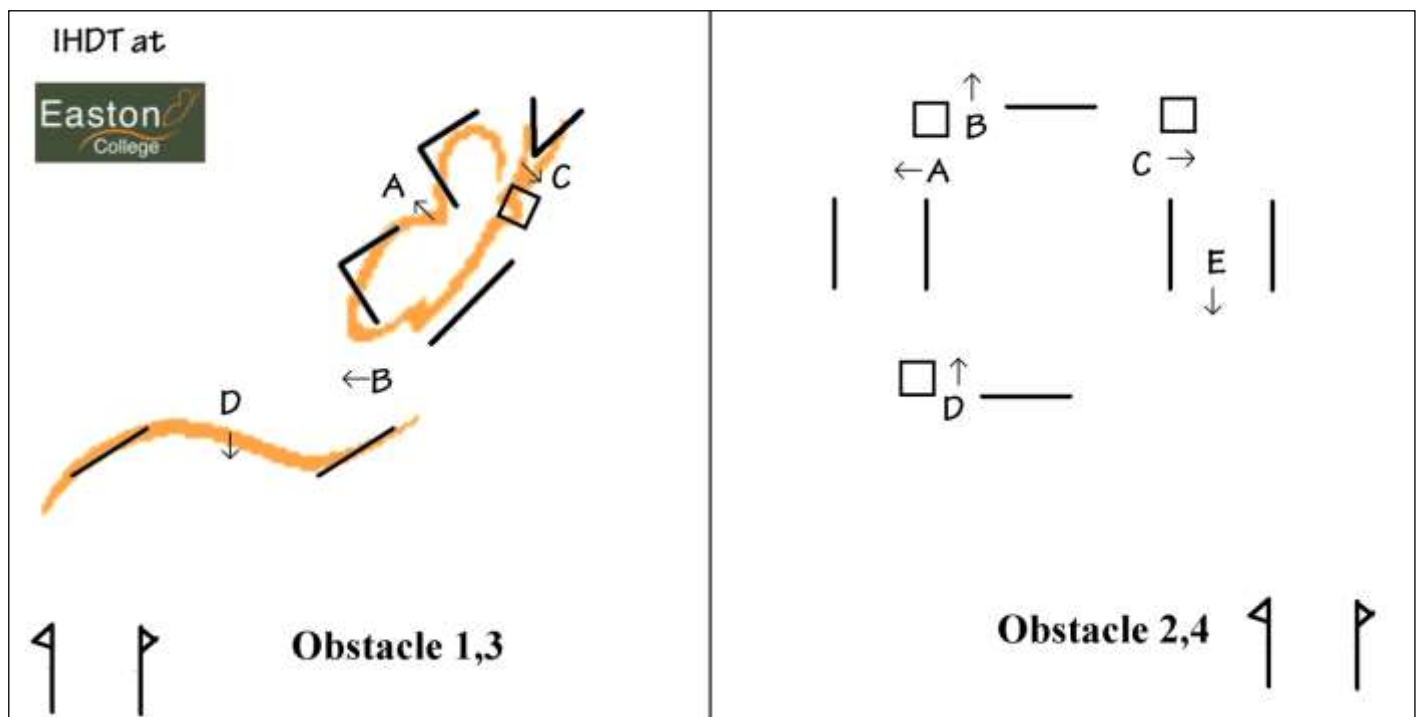 IHDT at
Easton
College
A
C
B
D
Obstacle 1,3
B
←A
C →
E
D
Obstacle 2,4